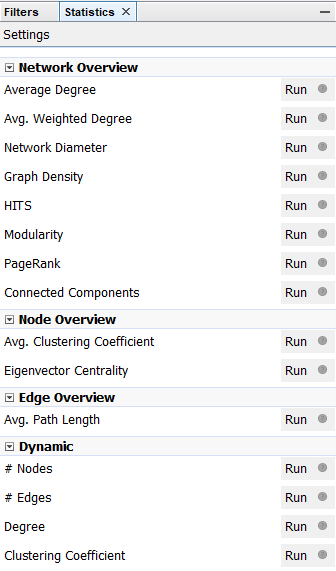 Filters Statistics ×
Settings
Network Overview
Average Degree Run
Avg. Weighted Degree Run
Network Diameter Run
Graph Density Run
HITS Run
Modularity Run
PageRank Run
Connected Components Run
Node Overview
Avg. Clustering Coefficient Run
Eigenvector Centrality Run
Edge Overview
Avg. Path Length Run
Dynamic
# Nodes Run
# Edges Run
Degree Run
Clustering Coefficient Run